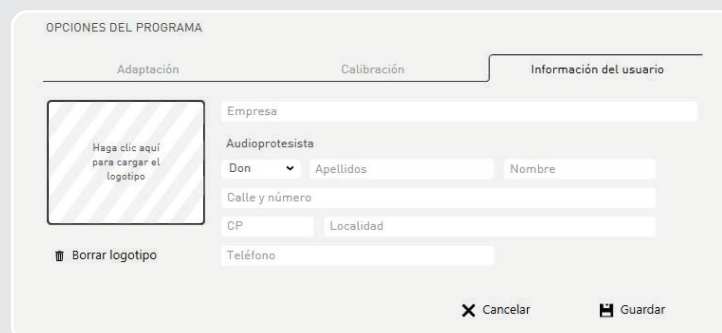 OPCIONES DEL PROGRAMA
Adaptación
Calibración
Información del usuario
Haga clic aquí
para cargar el
logotipo
Borrar logotipo
Empresa
Audioprotesista
Don
Apellidos
Nombre
Calle y número
CP
Localidad
Teléfono
Cancelar
Guardar